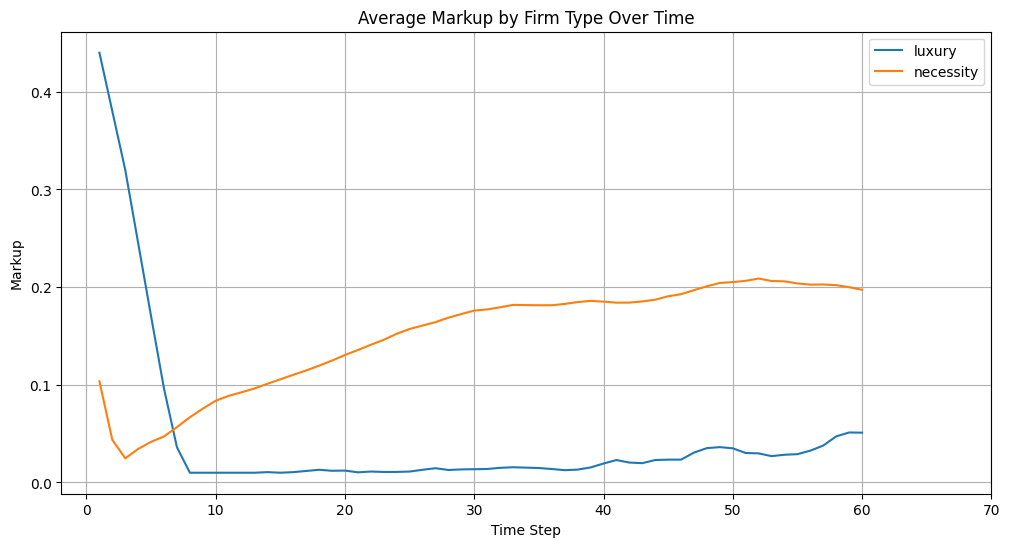 Average Markup by Firm Type Over Time
luxury
necessity
Markup
0.4
0.3
0.2
0.1
0.0
0 10 20 30 40 50 60 70
Time Step